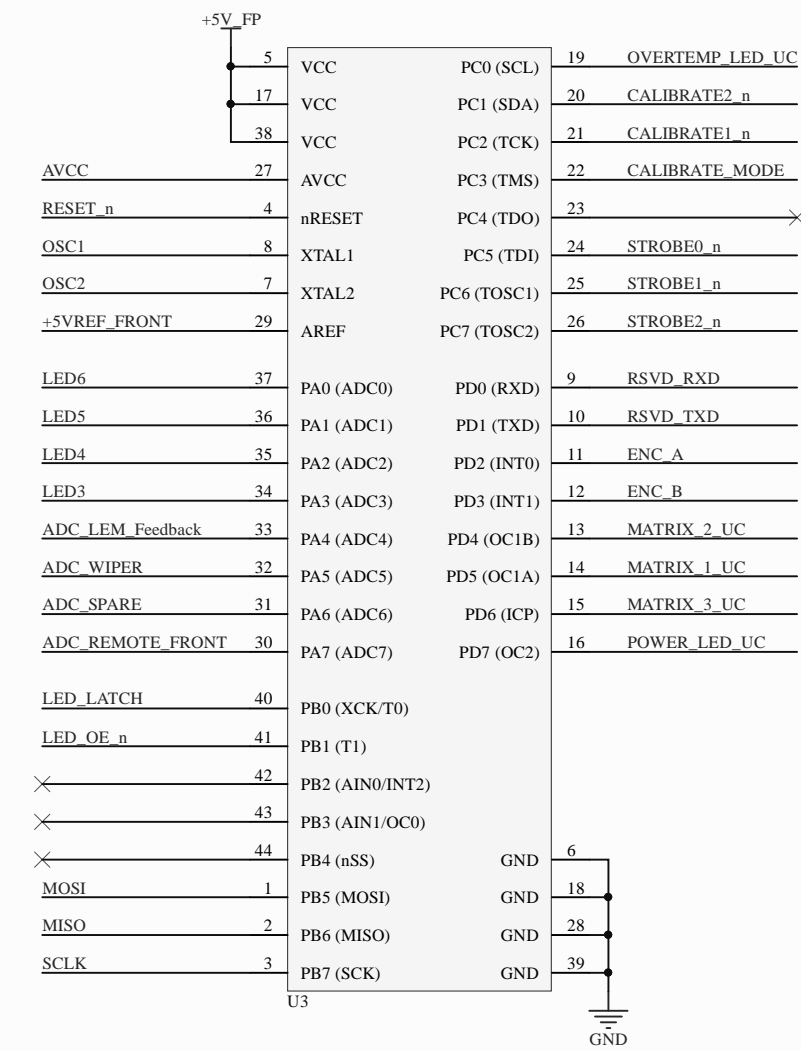 +5V_FP
5 VCC PC0 (SCL) 19 OVERTEMP_LED_UC
17 VCC PC1 (SDA) 20 CALIBRATE2_n
38 VCC PC2 (TCK) 21 CALIBRATE1_n
AVCC 27 AVCC PC3 (TMS) 22 CALIBRATE_MODE
RESET_n 4 nRESET PC4 (TDO) 23
OSC1 8 XTAL1 PC5 (TDI) 24 STROBE0_n
OSC2 7 XTAL2 PC6 (TOSC1) 25 STROBE1_n
+5VREF_FRONT 29 AREF PC7 (TOSC2) 26 STROBE2_n
LED6 37 PA0 (ADC0) PD0 (RXD) 9 RSVD_RXD
LED5 36 PA1 (ADC1) PD1 (TXD) 10 RSVD_TXD
LED4 35 PA2 (ADC2) PD2 (INT0) 11 ENC_A
LED3 34 PA3 (ADC3) PD3 (INT1) 12 ENC_B
ADC_LEM_Feedback 33 PA4 (ADC4) PD4 (OC1B) 13 MATRIX_2_UC
ADC_WIPER 32 PA5 (ADC5) PD5 (OC1A) 14 MATRIX_1_UC
ADC_SPARE 31 PA6 (ADC6) PD6 (ICP) 15 MATRIX_3_UC
ADC_REMOTE_FRONT 30 PA7 (ADC7) PD7 (OC2) 16 POWER_LED_UC
LED_LATCH 40 PB0 (XCK/T0)
LED_OE_n 41 PB1 (T1)
42 PB2 (AIN0/INT2)
43 PB3 (AIN1/OC0)
44 PB4 (nSS) GND 6
MOSI 1 PB5 (MOSI) GND 18
MISO 2 PB6 (MISO) GND 28
SCLK 3 PB7 (SCK) GND 39
U3
GND